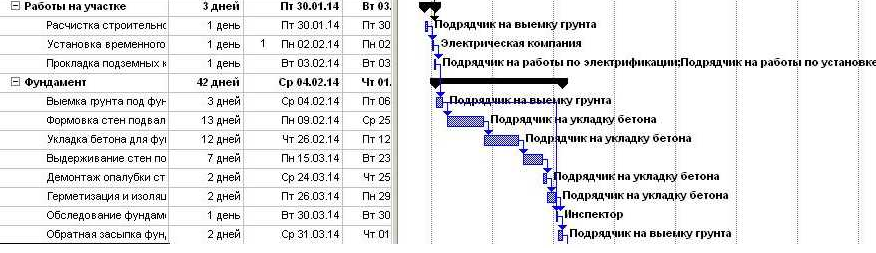 Работы на участке 3 дней Пт 30.01.14 Вт 03.
Расчистка строительно 1 день Пт 30.01.14 Пт 30 Подрядчик на выемку грунта
Установка временного 1 день 1 Пн 02.02.14 Пн 02 Электрическая компания
Прокладка подземных к 1 день Вт 03.02.14 Вт 03 Подрядчик на работы по электрификации;Подрядчик на работы по установке
Фундамент 42 дней Ср 04.02.14 Чт 01.
Выемка грунта под фун 3 дней Ср 04.02.14 Пт 06 Подрядчик на выемку грунта
Формовка стен подвал 13 дней Пн 09.02.14 Ср 25 Подрядчик на укладку бетона
Укладка бетона для фу 12 дней Чт 26.02.14 Пт 12 Подрядчик на укладку бетона
Выдерживание стен по 7 дней Пн 15.03.14 Вт 23
Демонтаж опалубки ст 2 дней Ср 24.03.14 Чт 25 Подрядчик на укладку бетона
Герметизация и изоляц 2 дней Пт 26.03.14 Пн 29 Подрядчик на укладку бетона
Обследование фундам 1 день Вт 30.03.14 Вт 30 Инспектор
Обратная засыпка фун 2 дней Ср 31.03.14 Чт 01 Подрядчик на выемку грунта